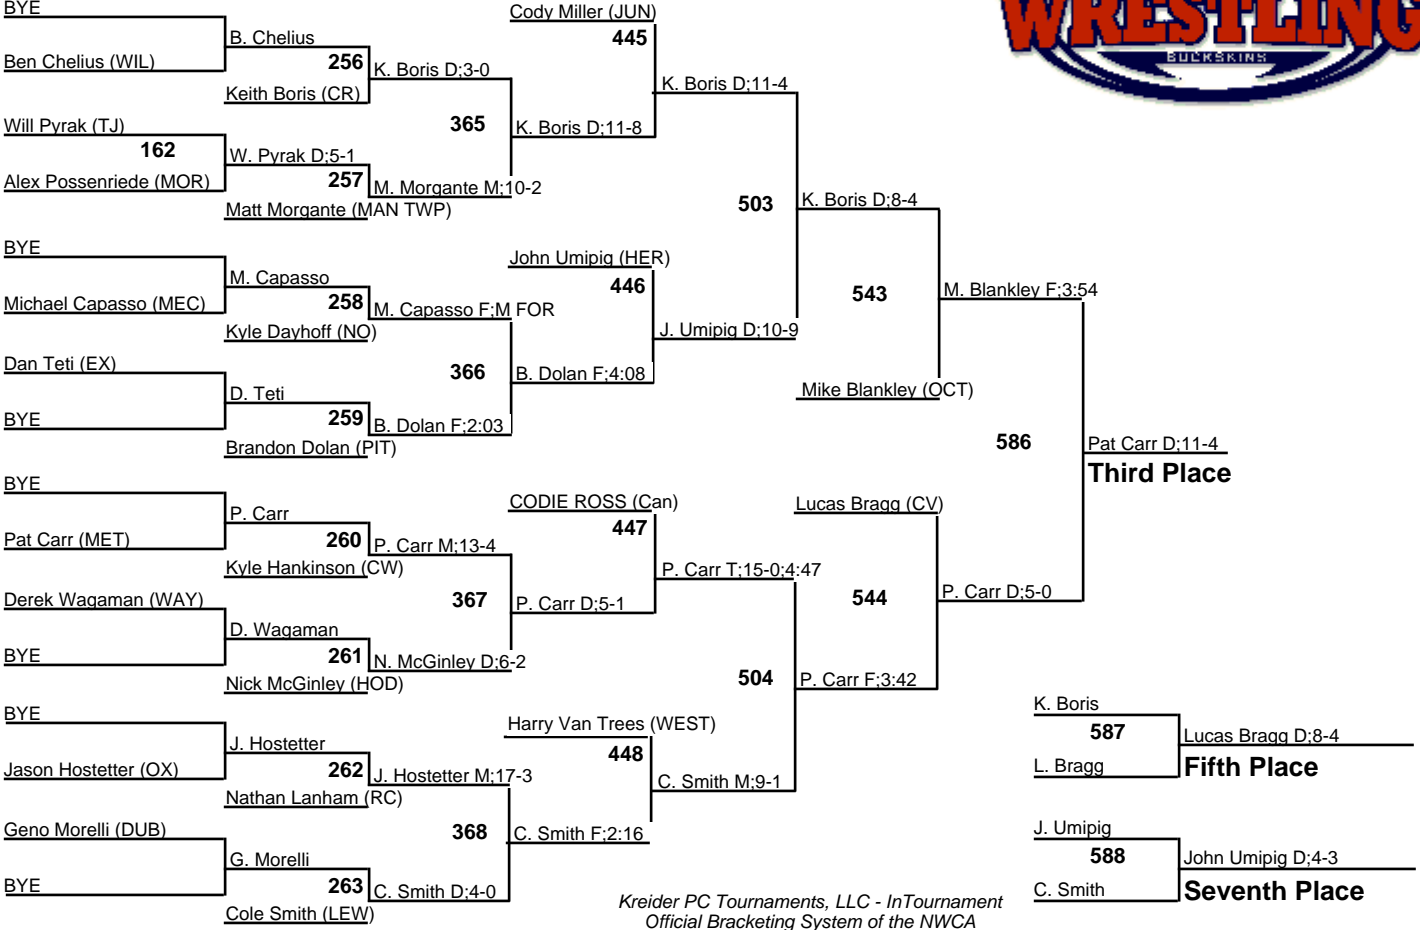 BYE
Ben Chelius (WIL)
B. Chelius
256
Keith Boris (CR)
K. Boris D;3-0
Will Pyrak (TJ)
162
Alex Possenriede (MOR)
W. Pyrak D;5-1
257
Matt Morgante (MAN TWP)
M. Morgante M;10-2
365
K. Boris D;11-8
Cody Miller (JUN)
445
K. Boris D;11-4
BYE
Michael Capasso (MEC)
M. Capasso
258
Kyle Dayhoff (NO)
M. Capasso F;M FOR
Dan Teti (EX)
BYE
D. Teti
259
Brandon Dolan (PIT)
B. Dolan F;2:03
366
B. Dolan F;4:08
John Umipig (HER)
446
J. Umipig D;10-9
503
K. Boris D;8-4
543
Mike Blankley (OCT)
M. Blankley F;3:54
BYE
Pat Carr (MET)
P. Carr
260
Kyle Hankinson (CW)
P. Carr M;13-4
Derek Wagaman (WAY)
BYE
D. Wagaman
261
Nick McGinley (HOD)
N. McGinley D;6-2
367
P. Carr D;5-1
CODIE ROSS (Can)
447
P. Carr T;15-0;4:47
BYE
Jason Hostetter (OX)
J. Hostetter
262
Nathan Lanham (RC)
J. Hostetter M;17-3
Geno Morelli (DUB)
BYE
G. Morelli
263
Cole Smith (LEW)
C. Smith D;4-0
368
C. Smith F;2:16
Harry Van Trees (WEST)
448
C. Smith M;9-1
504
P. Carr F;3:42
Lucas Bragg (CV)
544
P. Carr D;5-0
586
Pat Carr D;11-4
Third Place
K. Boris
587
L. Bragg
Lucas Bragg D;8-4
Fifth Place
J. Umipig
588
C. Smith
John Umipig D;4-3
Seventh Place
WRESTLING
BUCKSKINS
Kreider PC Tournaments, LLC - InTournament
Official Bracketing System of the NWCA